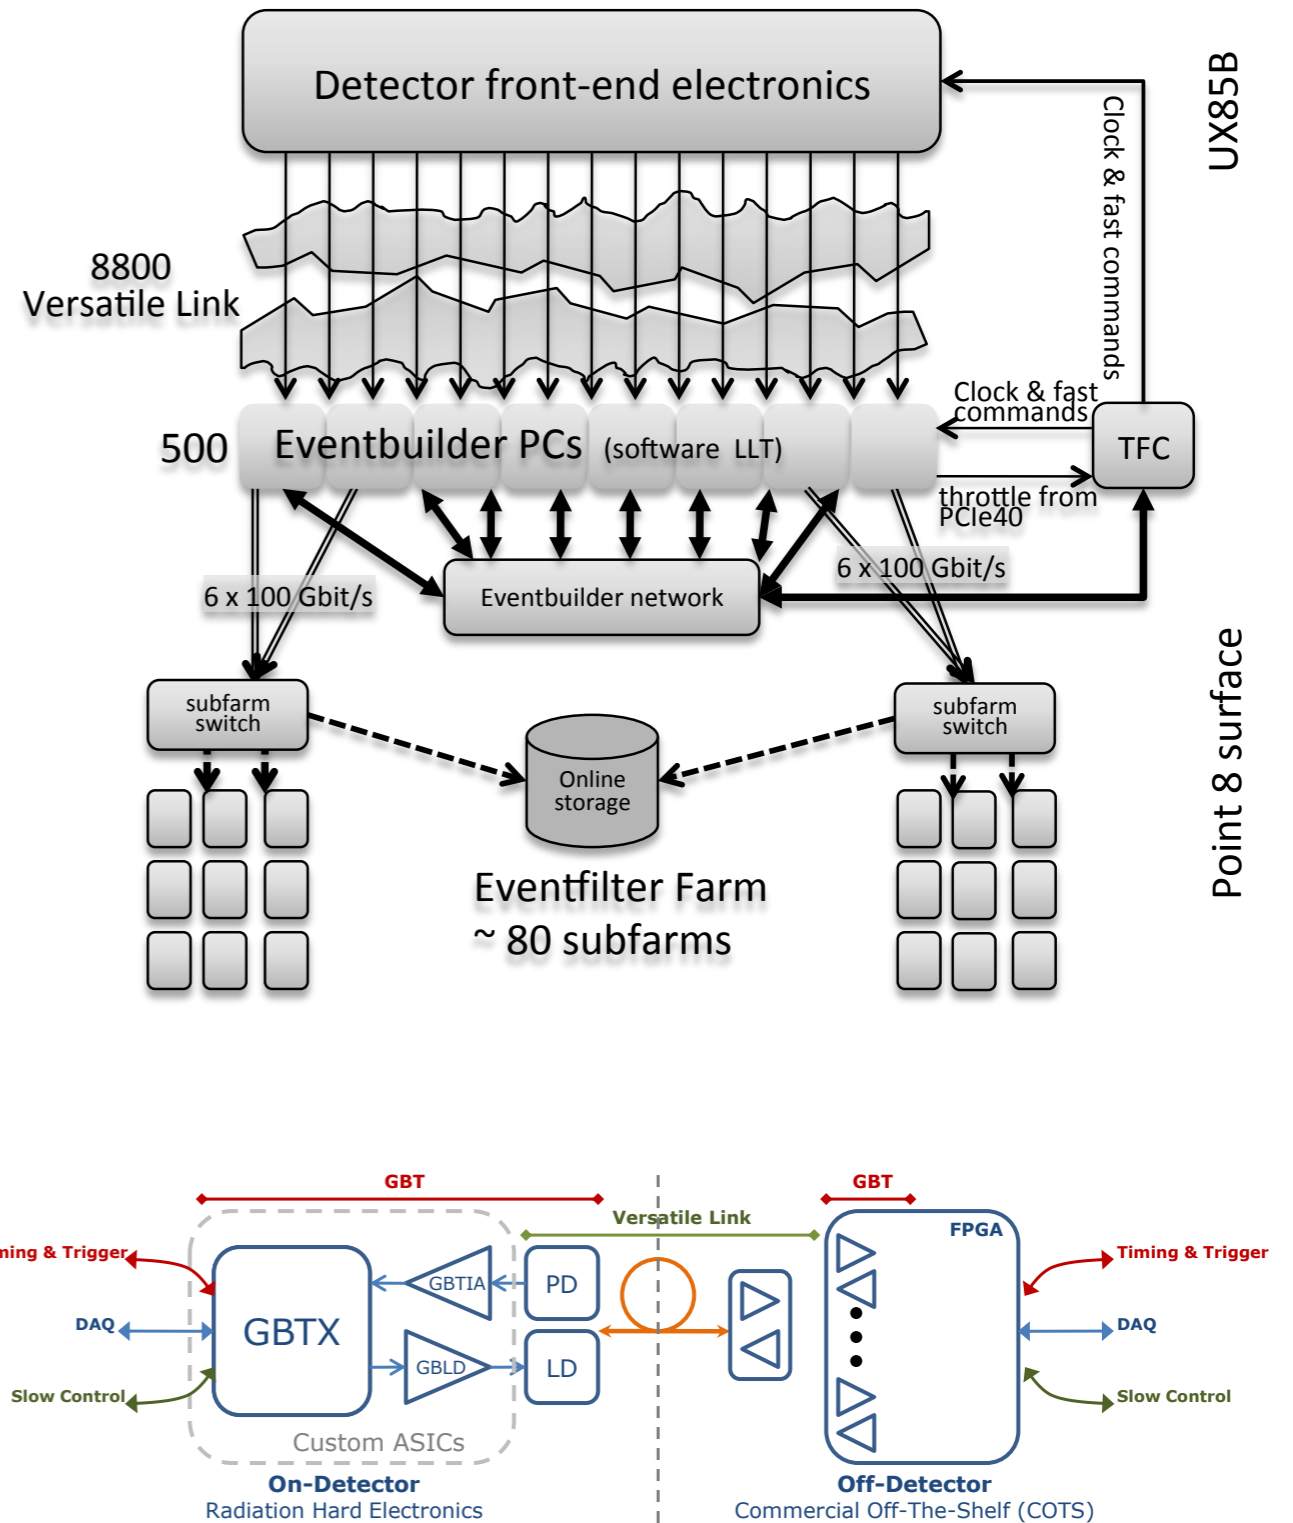 Detector front-end electronics
UX85B
Clock & fast commands
8800
Versatile Link
Clock & fast
commands
500
Eventbuilder PCs (software LLT)
TFC
throttle from
PCIe40
6 x 100 Gbit/s
6 x 100 Gbit/s
Eventbuilder network
Point 8 surface
subfarm
switch
subfarm
switch
Online
storage
Eventfilter Farm
~ 80 subfarms
GBT
GBT
Versatile Link
FPGA
ming & Trigger
Timing & Trigger
GBTIA
PD
DAQ
GBTX
DAQ
GBLD
LD
Slow Control
Slow Control
Custom ASICs
On-Detector
Radiation Hard Electronics
Off-Detector
Commercial Off-The-Shelf (COTS)